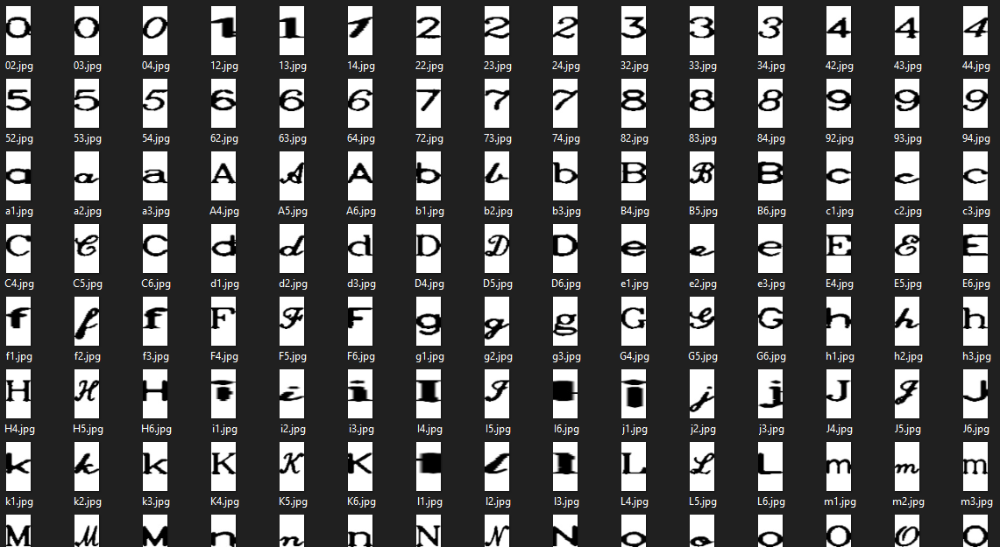 0 0 0 1 1 1 2 2 2 3 3 3 4 4 4
02.jpg 03.jpg 04.jpg 12.jpg 13.jpg 14.jpg 22.jpg 23.jpg 24.jpg 32.jpg 33.jpg 34.jpg 42.jpg 43.jpg 44.jpg
5 5 5 6 6 6 7 7 7 8 8 8 9 9 9
52.jpg 53.jpg 54.jpg 62.jpg 63.jpg 64.jpg 72.jpg 73.jpg 74.jpg 82.jpg 83.jpg 84.jpg 92.jpg 93.jpg 94.jpg
a a a A A A b b b B B B c c c
a1.jpg a2.jpg a3.jpg A4.jpg A5.jpg A6.jpg b1.jpg b2.jpg b3.jpg B4.jpg B5.jpg B6.jpg c1.jpg c2.jpg c3.jpg
C C C d d d D D D e e e E E E
C4.jpg C5.jpg C6.jpg d1.jpg d2.jpg d3.jpg D4.jpg D5.jpg D6.jpg e1.jpg e2.jpg e3.jpg E4.jpg E5.jpg E6.jpg
f f f F F F g g g G G G h h h
f1.jpg f2.jpg f3.jpg F4.jpg F5.jpg F6.jpg g1.jpg g2.jpg g3.jpg G4.jpg G5.jpg G6.jpg h1.jpg h2.jpg h3.jpg
H H H i i i I I j j J J J
H4.jpg H5.jpg H6.jpg i1.jpg i2.jpg i3.jpg I4.jpg I5.jpg I6.jpg j1.jpg j2.jpg j3.jpg J4.jpg J5.jpg J6.jpg
k k k K K K l l L L L m m m
k1.jpg k2.jpg k3.jpg K4.jpg K5.jpg K6.jpg l1.jpg l2.jpg l3.jpg L4.jpg L5.jpg L6.jpg m1.jpg m2.jpg m3.jpg
M M M n n n N N N o o o O O O